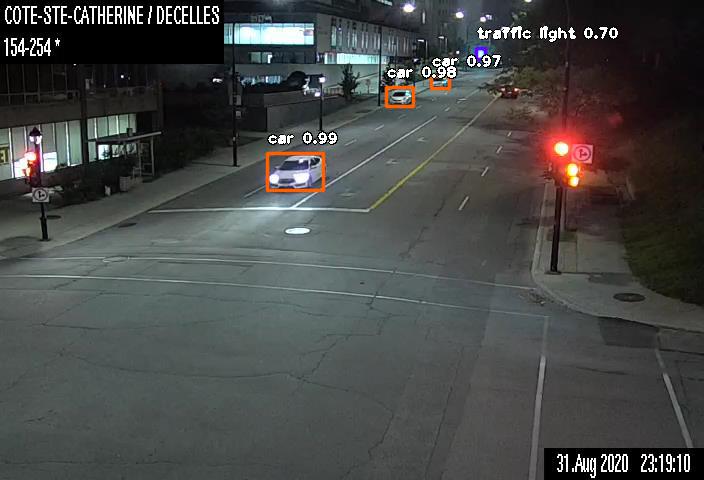 COTE-STE-CATHERINE / DECELLES
154-254 *
traffic light 0.70
car 0.97
car 0.98
car 0.99
31.Aug 2020 23:19:10